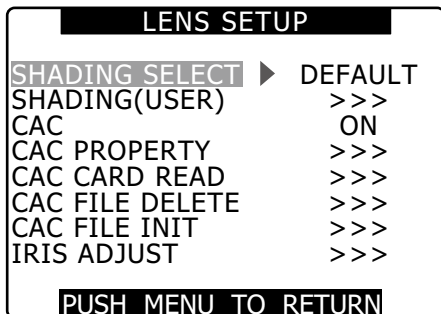 LENS SETUP
SHADING SELECT ▶ DEFAULT
SHADING(USER) >>>
CAC ON
CAC PROPERTY >>>
CAC CARD READ >>>
CAC FILE DELETE >>>
CAC FILE INIT >>>
IRIS ADJUST >>>
PUSH MENU TO RETURN